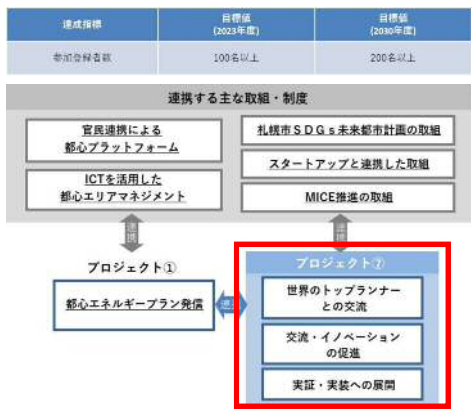 達成指標
目標値
(2023年度)
目標値
(2030年度)
参加登録者数
100名以上
200名以上
連携する主な取組・制度
官民連携による
都心プラットフォーム
ICTを活用した
都心エリアマネジメント
札幌市SDGs未来都市計画の取組
スタートアップと連携した取組
MICE推進の取組
連携
連携
プロジェクト①
都心エネルギープラン発信
プロジェクト②
世界のトップランナー
との交流
交流・イノベーション
の促進
実証・実装への展開